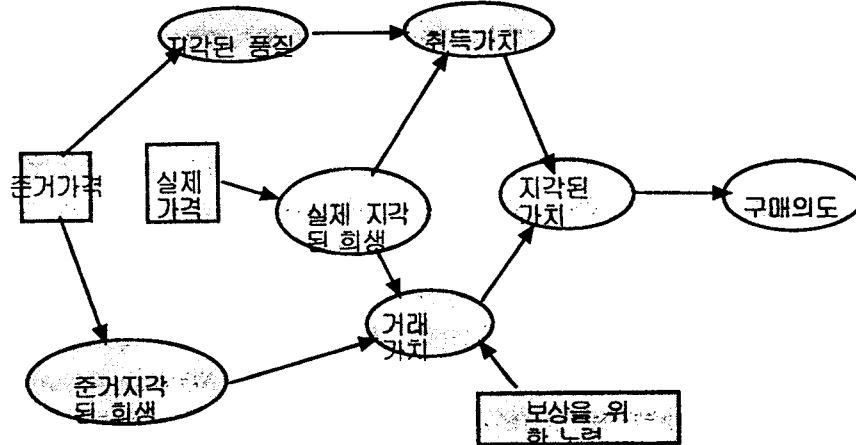 지각된 품질
취득가치
준거가격
실제
가격
실제 지각
된 희생
지각된
가치
구매의도
거래
가치
준거지각
된 희생
보상을 위
한 노력